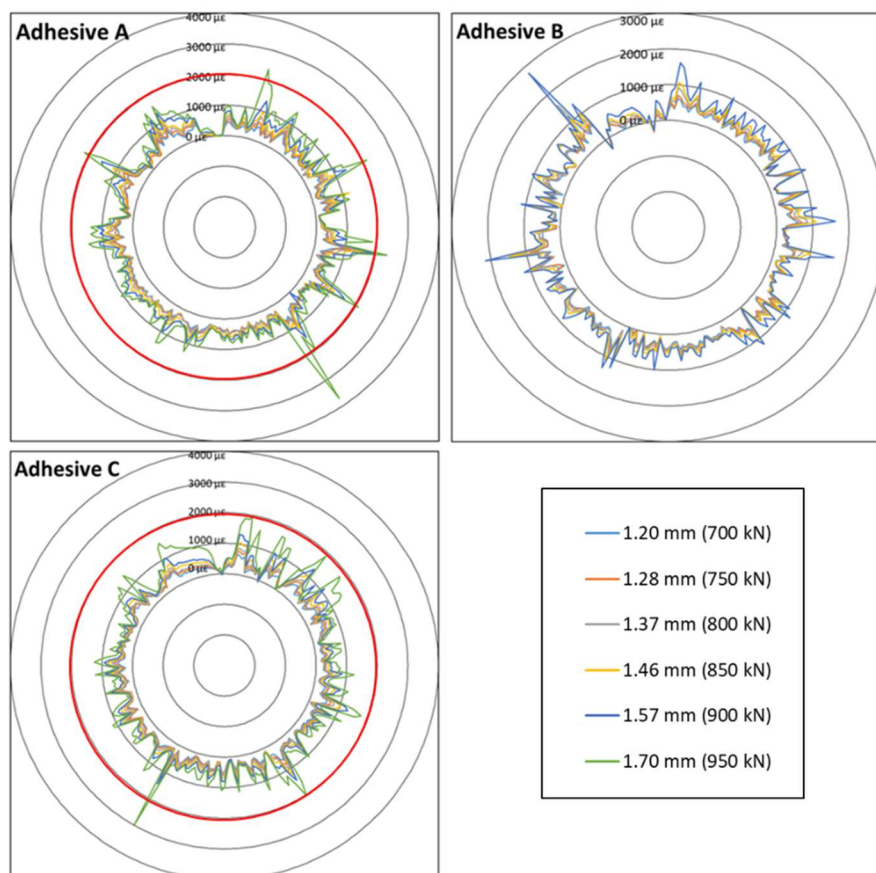 Adhesive A
4000 µε
3000 µε
2000 µε
1000 µε
0 µε
Adhesive B
3000 µε
2000 µε
1000 µε
0 µε
Adhesive C
4000 µε
3000 µε
2000 µε
1000 µε
0 µε
1.20 mm (700 kN)
1.28 mm (750 kN)
1.37 mm (800 kN)
1.46 mm (850 kN)
1.57 mm (900 kN)
1.70 mm (950 kN)